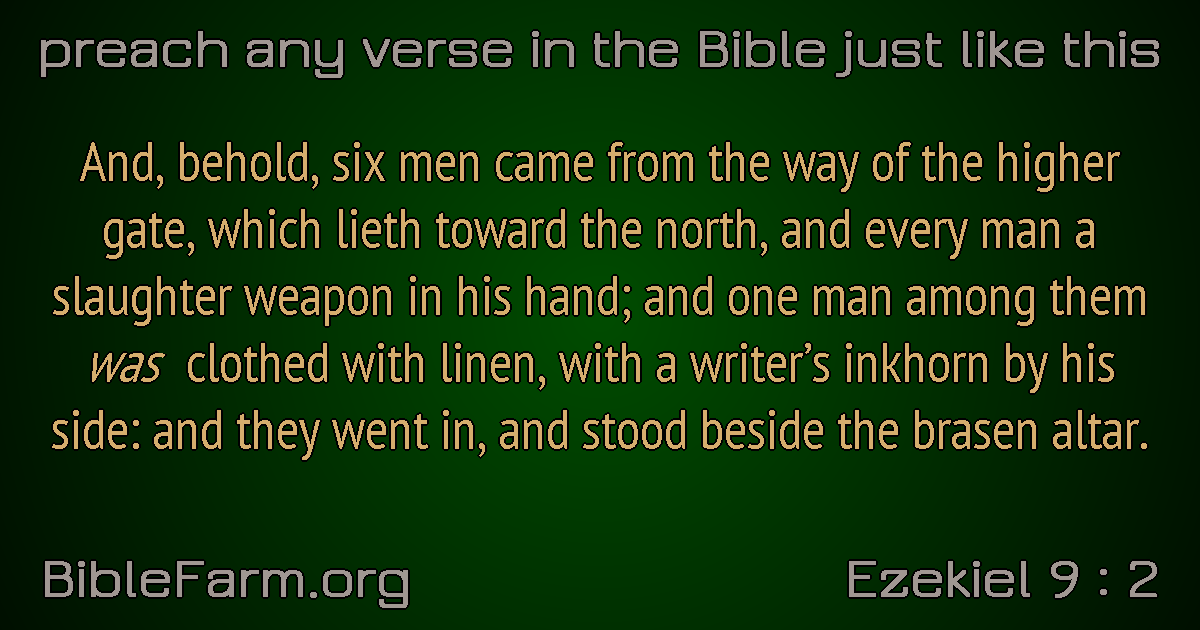 preach any verse in the Bible just like this
And, behold, six men came from the way of the higher
gate, which lieth toward the north, and every man a
slaughter weapon in his hand; and one man among them
was clothed with linen, with a writer’s inkhorn by his
side: and they went in, and stood beside the brasen altar.
BibleFarm.org
Ezekiel 9 : 2